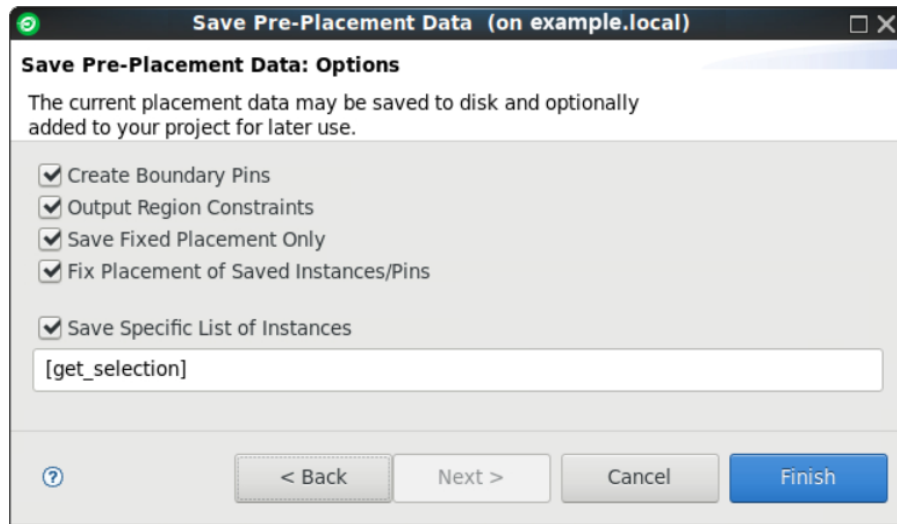 Save Pre-Placement Data (on example.local)
Save Pre-Placement Data: Options
The current placement data may be saved to disk and optionally
added to your project for later use.
Create Boundary Pins
Output Region Constraints
Save Fixed Placement Only
Fix Placement of Saved Instances/Pins
Save Specific List of Instances
[get_selection]
?
< Back
Next >
Cancel
Finish